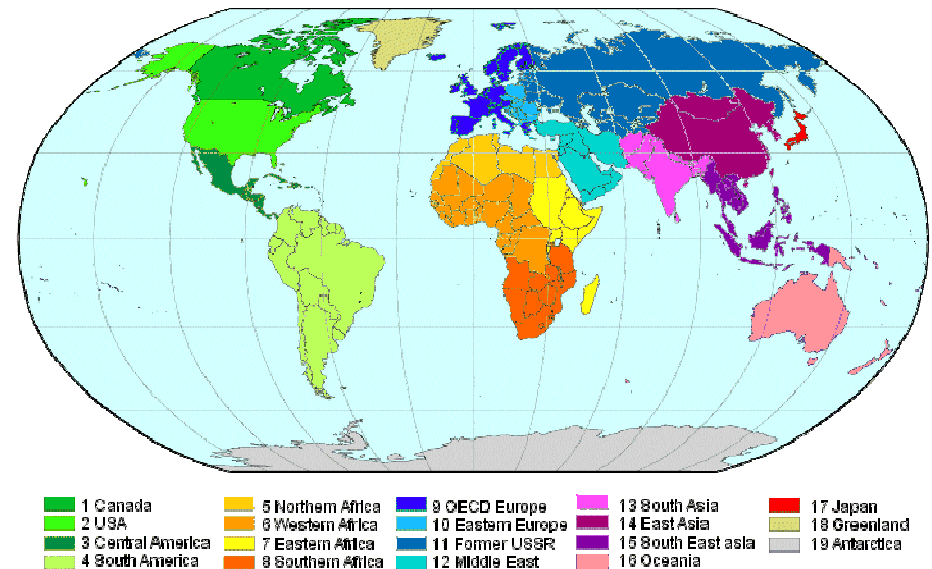 1 Canada
2 USA
3 Central America
4 South America
5 Northern Africa
6 Western Africa
7 Eastern Africa
8 Southern Africa
9 OECD Europe
10 Eastern Europe
11 Former USSR
12 Middle East
13 South Asia
14 East Asia
15 South East asia
16 Oceania
17 Japan
18 Greenland
19 Antarctica